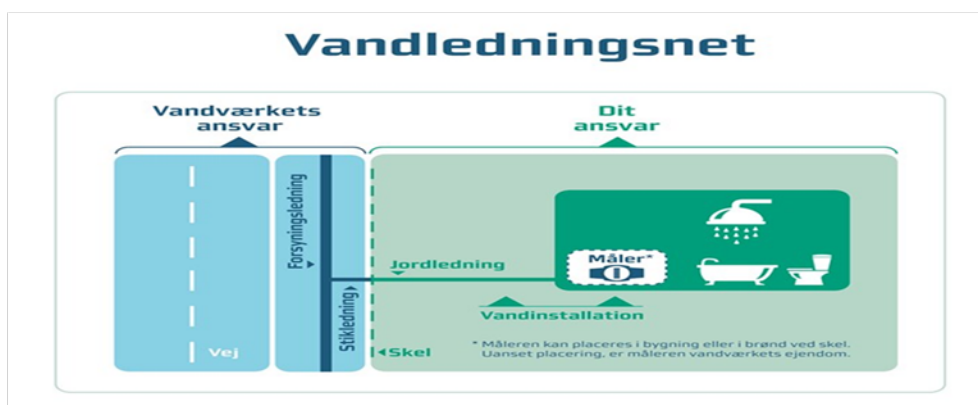 Vandledningsnet
Vandværkets
ansvar
Dit
ansvar
Forsyningsledning
Stikledning
Jordledning
Måler*
Vandinstallation
Vej
Skel
* Måleren kan placeres i bygning eller i brønd ved skel.
Uanset placering, er måleren vandværkets ejendom.